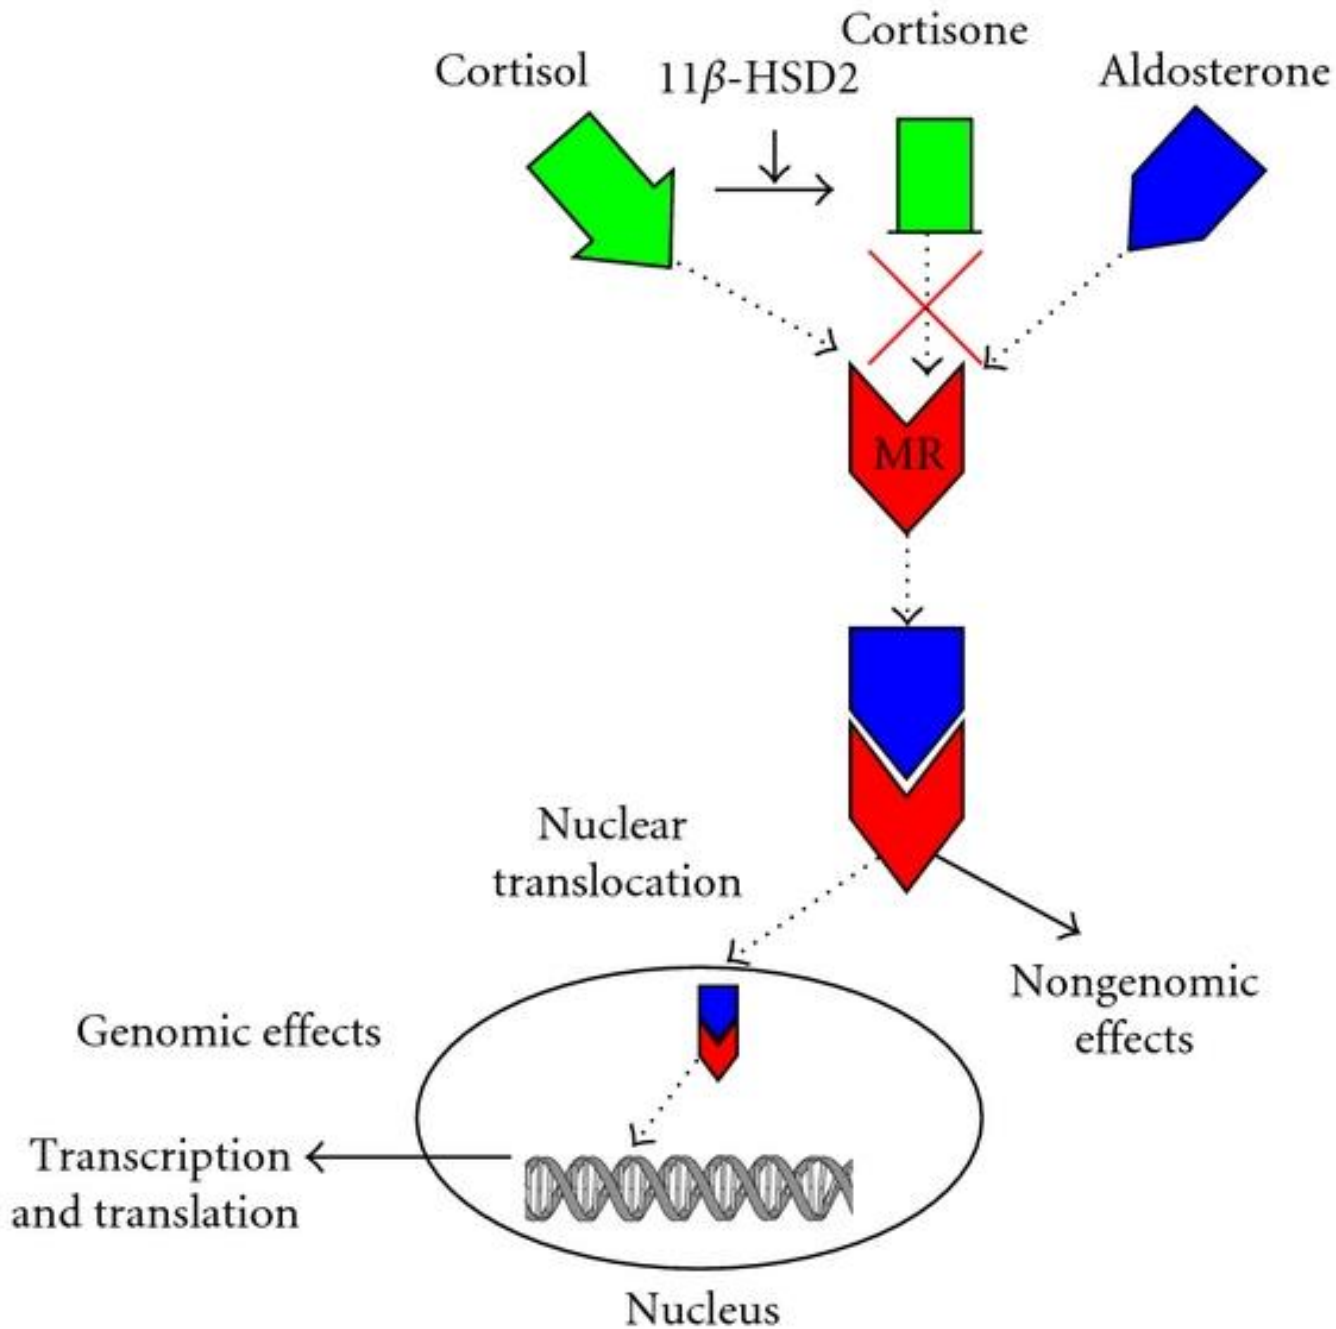 Cortisone
Cortisol
11β-HSD2
Aldosterone
MR
Nuclear
translocation
Nongenomic
effects
Genomic effects
Transcription
and translation
Nucleus